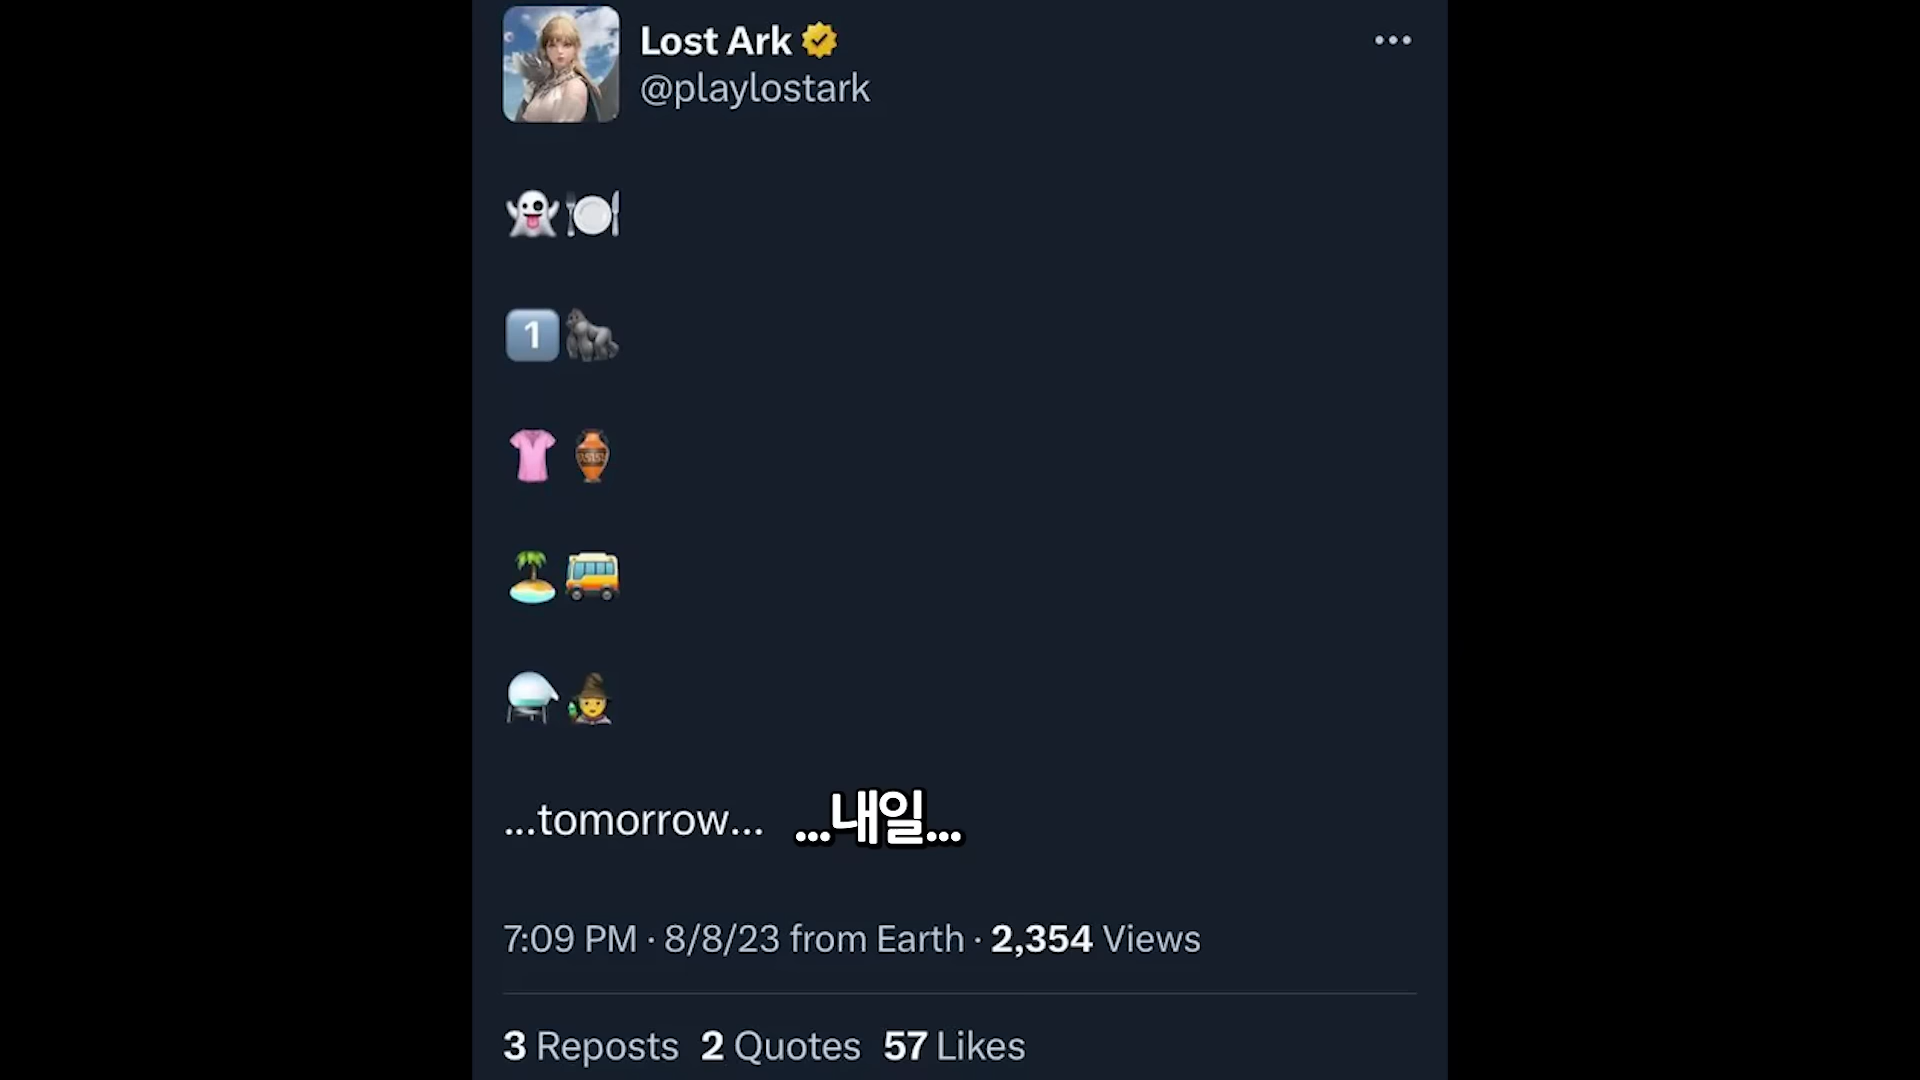 Lost Ark
@playlostark
👻🍽️
1️⃣🦍
👚🏺
🏝️🚌
⚗️🧙
...tomorrow... ...내일...
7:09 PM · 8/8/23 from Earth · 2,354 Views
3 Reposts 2 Quotes 57 Likes